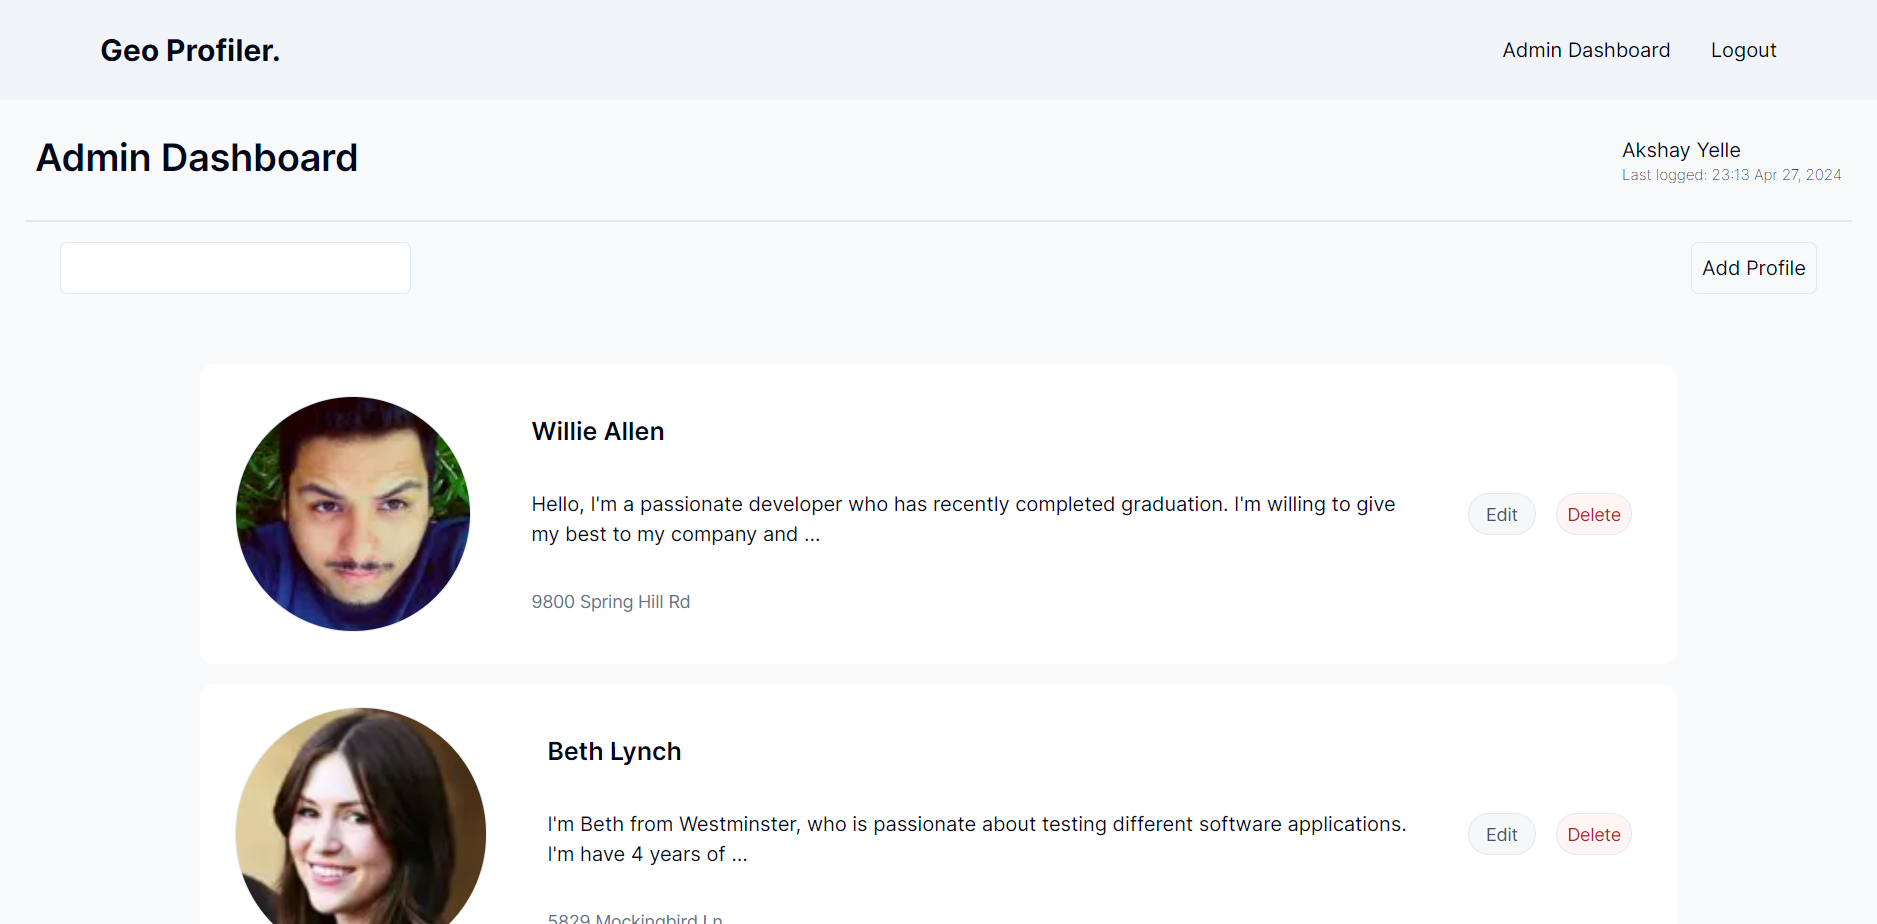 Geo Profiler.
Admin Dashboard
Logout
Admin Dashboard
Akshay Yelle
Last logged: 23:13 Apr 27, 2024
Add Profile
Willie Allen
Hello, I'm a passionate developer who has recently completed graduation. I'm willing to give
my best to my company and ...
Edit
Delete
9800 Spring Hill Rd
Beth Lynch
I'm Beth from Westminster, who is passionate about testing different software applications.
I'm have 4 years of ...
Edit
Delete
5829 Mockingbird Ln